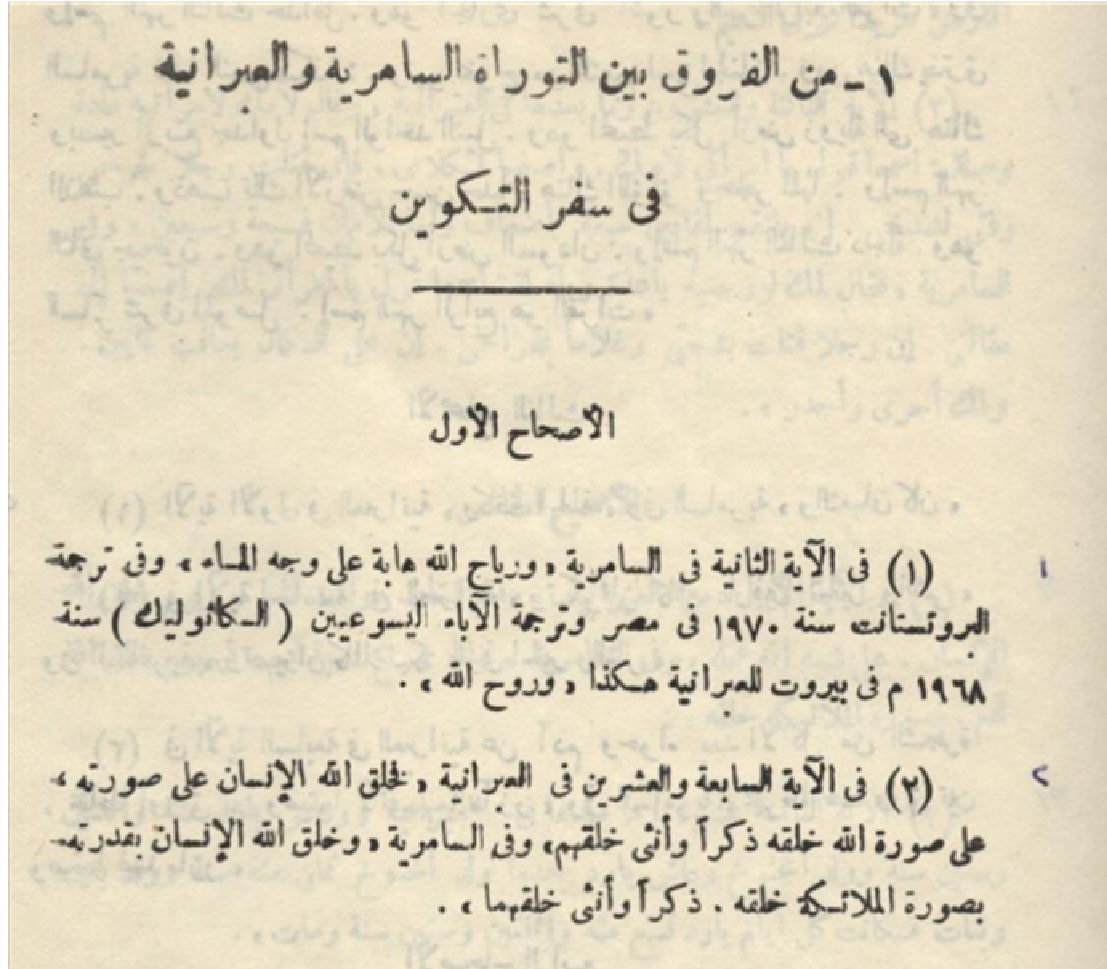 ١ - من الفروق بين التوراة السامرية والعبرانية
فى سفر التكوين
الأصحاح الأول
(١) فى الآية الثانية فى السامرية « ورياح الله هابة على وجه الماء » وفى ترجمة
البروتستانت سنة ١٩٧٠ فى مصر وترجمة الآباء اليسوعيين (الكاثوليك) سنة
١٩٦٨ م فى بيروت للعبرانية هكذا « وروح الله » .
(٢) فى الآية السابعة والعشرين فى العبرانية « فخلق الله الإنسان على صورته ،
على صورة الله خلقه ذكراً وأنثى خلقهم» وفى السامرية « وخلق الله الإنسان بقدرته
بصورة الملائكة خلقه . ذكراً وأنثى خلقهما » .